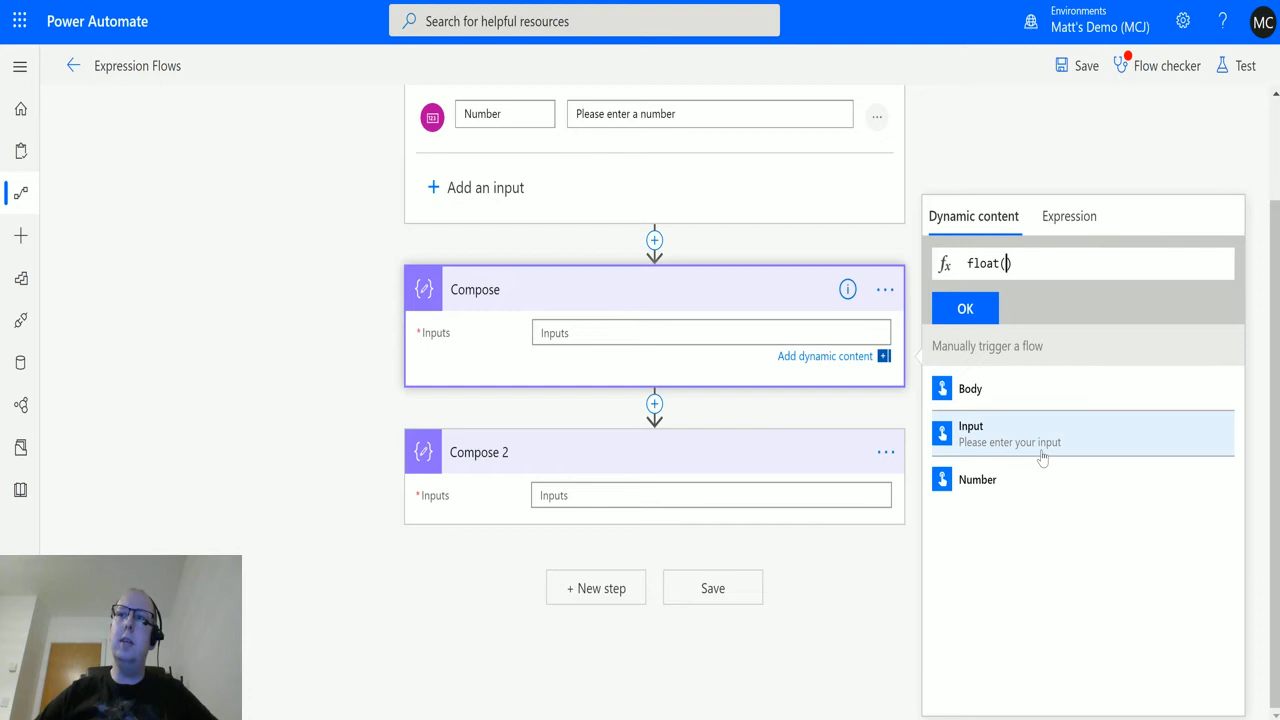 Power Automate
Search for helpful resources
Environments
Matt's Demo (MCJ)
?
MC
Expression Flows
Save
Flow checker
Test
123
Number
Please enter a number
...
+ Add an input
Dynamic content
Expression
fx float()
OK
Manually trigger a flow
Body
Input
Please enter your input
Number
Compose
...
* Inputs
Inputs
Add dynamic content
Compose 2
...
* Inputs
Inputs
+ New step
Save